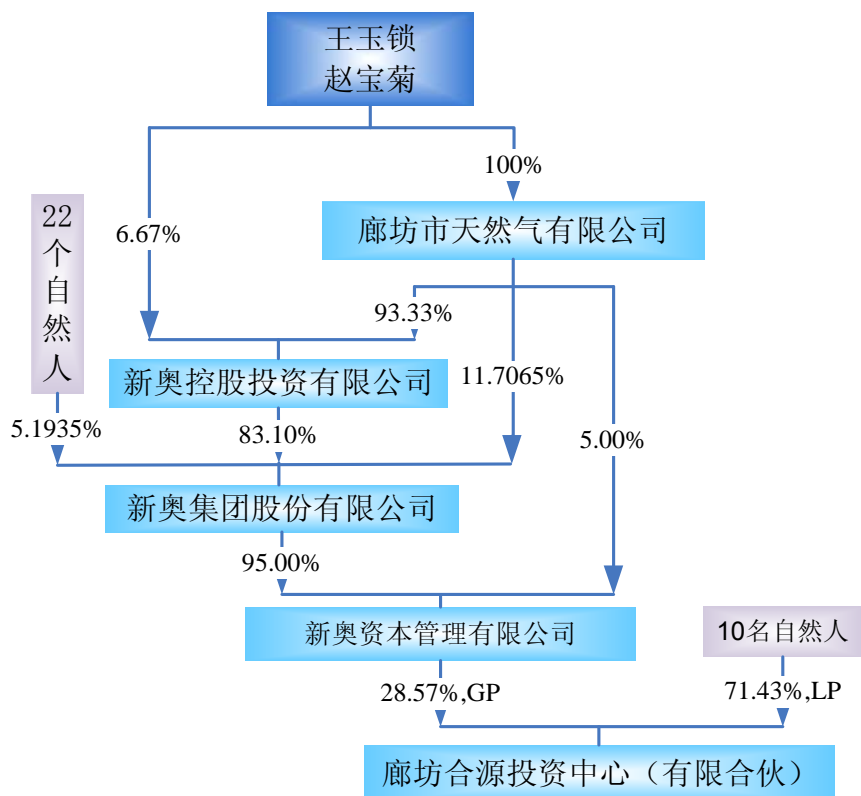 王玉锁
赵宝菊
100%
22
个
自
然
人
6.67%
廊坊市天然气有限公司
93.33%
新奥控股投资有限公司
11.7065%
5.1935%
83.10%
5.00%
新奥集团股份有限公司
95.00%
新奥资本管理有限公司
10名自然人
28.57%,GP
71.43%,LP
廊坊合源投资中心（有限合伙）